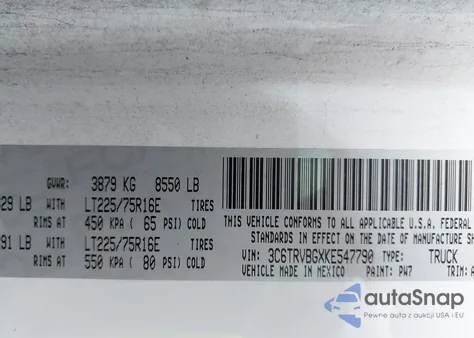 GVWR: 3879 KG 8550 LB
29 LB WITH LT225/75R16E TIRES
RIMS AT 450 KPA ( 65 PSI) COLD
91 LB WITH LT225/75R16E TIRES
RIMS AT 550 KPA ( 80 PSI) COLD
THIS VEHICLE CONFORMS TO ALL APPLICABLE U.S.A. FEDER
STANDARDS IN EFFECT ON THE DATE OF MANUFACTURE SH
VIN: 3C6TRVBGXKE547790 TYPE: TRUCK
VEHICLE MADE IN MEXICO PAINT: PW7 TRIM:
autoSnap
Pewne auta z aukcji USA i EU